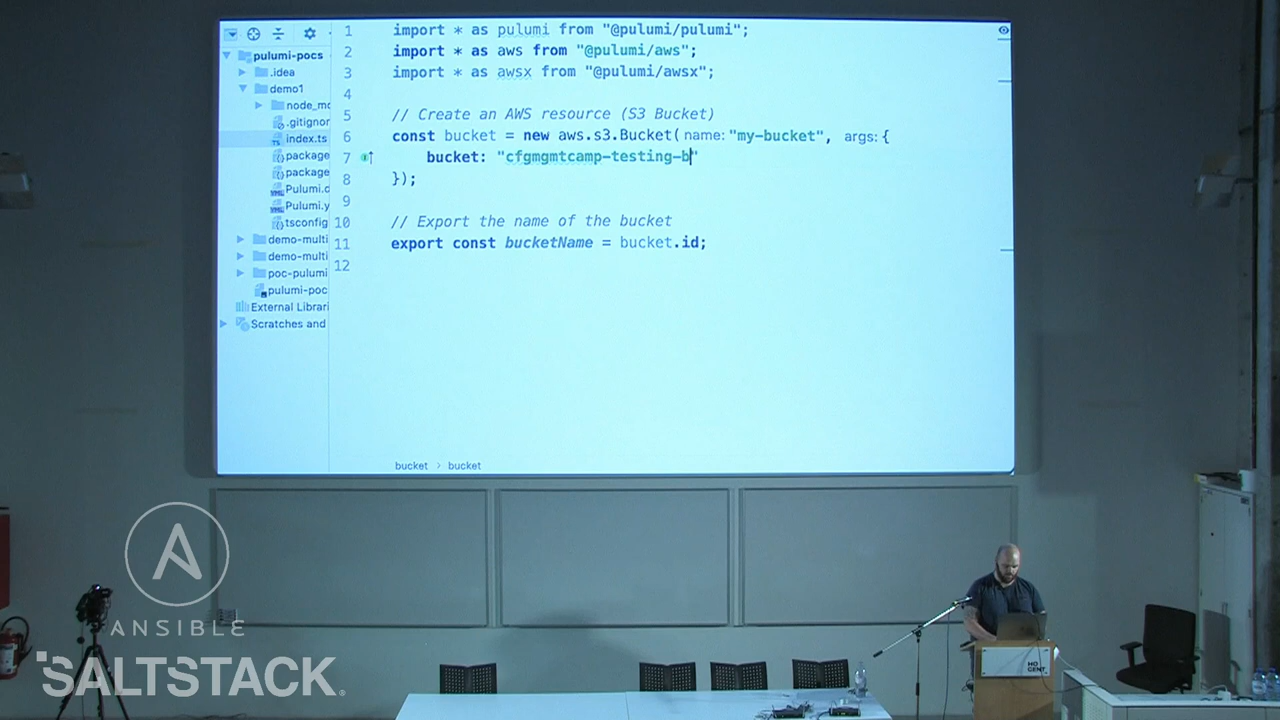 pulumi-pocs
.idea
demo1
node_mo
.gitignor
index.ts
package
package
Pulumi.d
Pulumi.y
tsconfig
demo-multi
demo-multi
poc-pulumi
pulumi-poc
External Librari
Scratches and
1 import * as pulumi from "@pulumi/pulumi";
2 import * as aws from "@pulumi/aws";
3 import * as awsx from "@pulumi/awsx";
4
5 // Create an AWS resource (S3 Bucket)
6 const bucket = new aws.s3.Bucket( name: "my-bucket", args: {
7 bucket: "cfgmgmtcamp-testing-b"
8 });
9
10 // Export the name of the bucket
11 export const bucketName = bucket.id;
12
bucket > bucket
ANSIBLE
SALTSTACK
HO
GENT